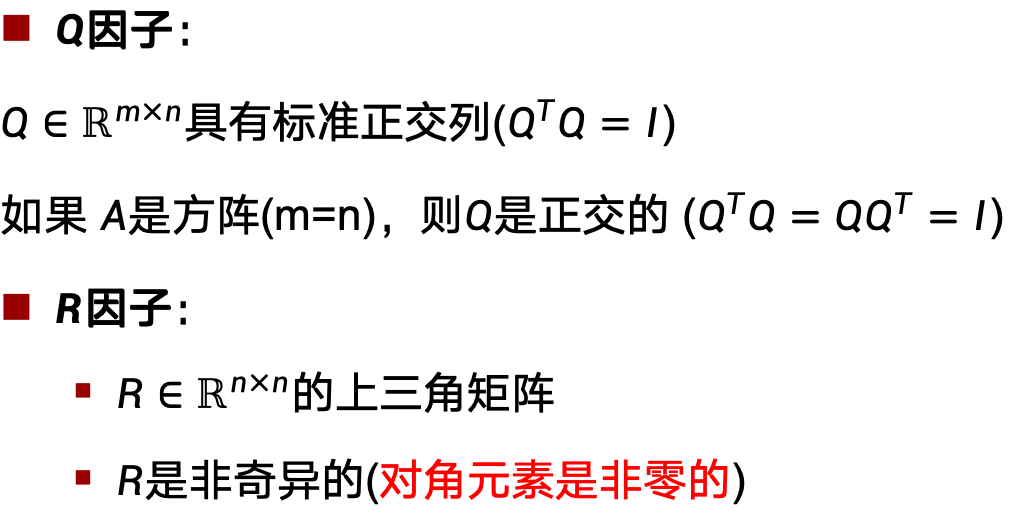 ■ Q因子：
Q ∈ ℝ^{m×n}具有标准正交列(Q^T Q = I)
如果 A是方阵(m=n)，则Q是正交的 (Q^T Q = QQ^T = I)
■ R因子：
▪ R ∈ ℝ^{n×n}的上三角矩阵
▪ R是非奇异的(对角元素是非零的)